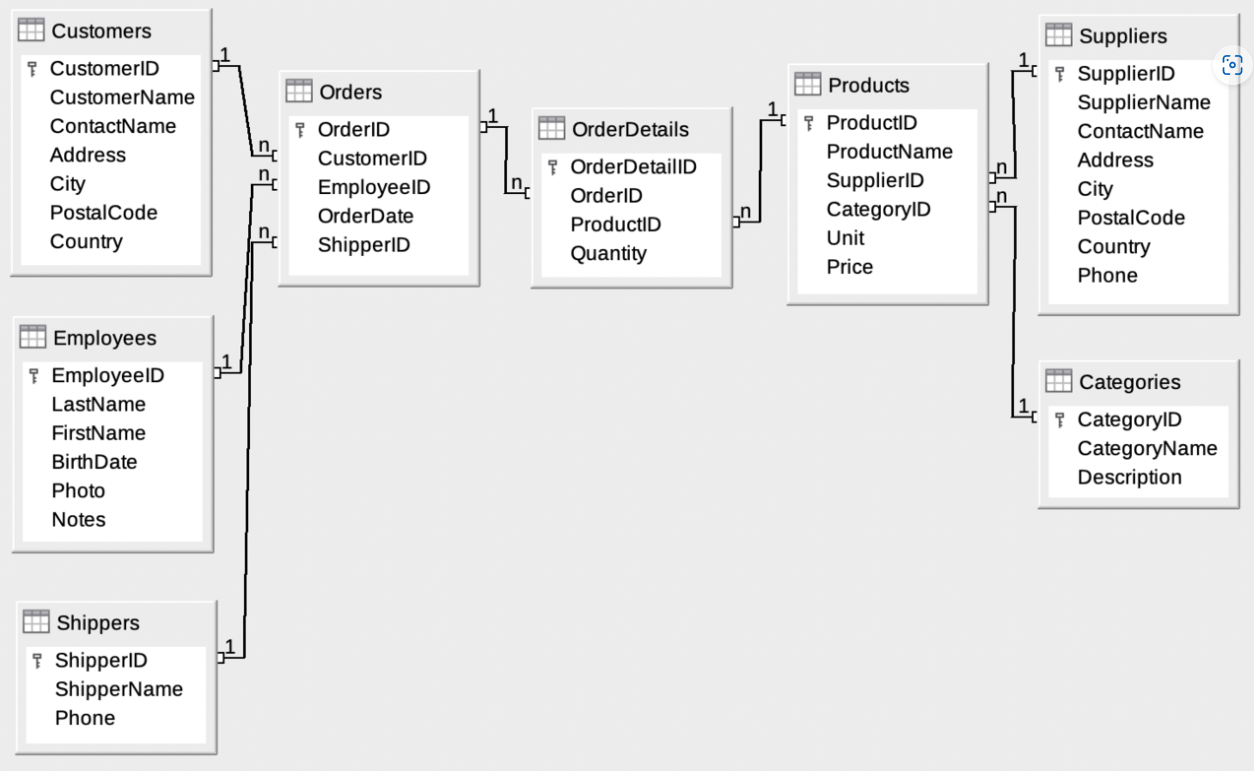 Customers
CustomerID
CustomerName
ContactName
Address
City
PostalCode
Country
1
n
Employees
EmployeeID
LastName
FirstName
BirthDate
Photo
Notes
1
n
Shippers
ShipperID
ShipperName
Phone
1
n
Orders
OrderID
CustomerID
EmployeeID
OrderDate
ShipperID
1
n
OrderDetails
OrderDetailID
OrderID
ProductID
Quantity
1
n
Products
ProductID
ProductName
SupplierID
CategoryID
Unit
Price
1
n
n
1
Suppliers
SupplierID
SupplierName
ContactName
Address
City
PostalCode
Country
Phone
Categories
CategoryID
CategoryName
Description